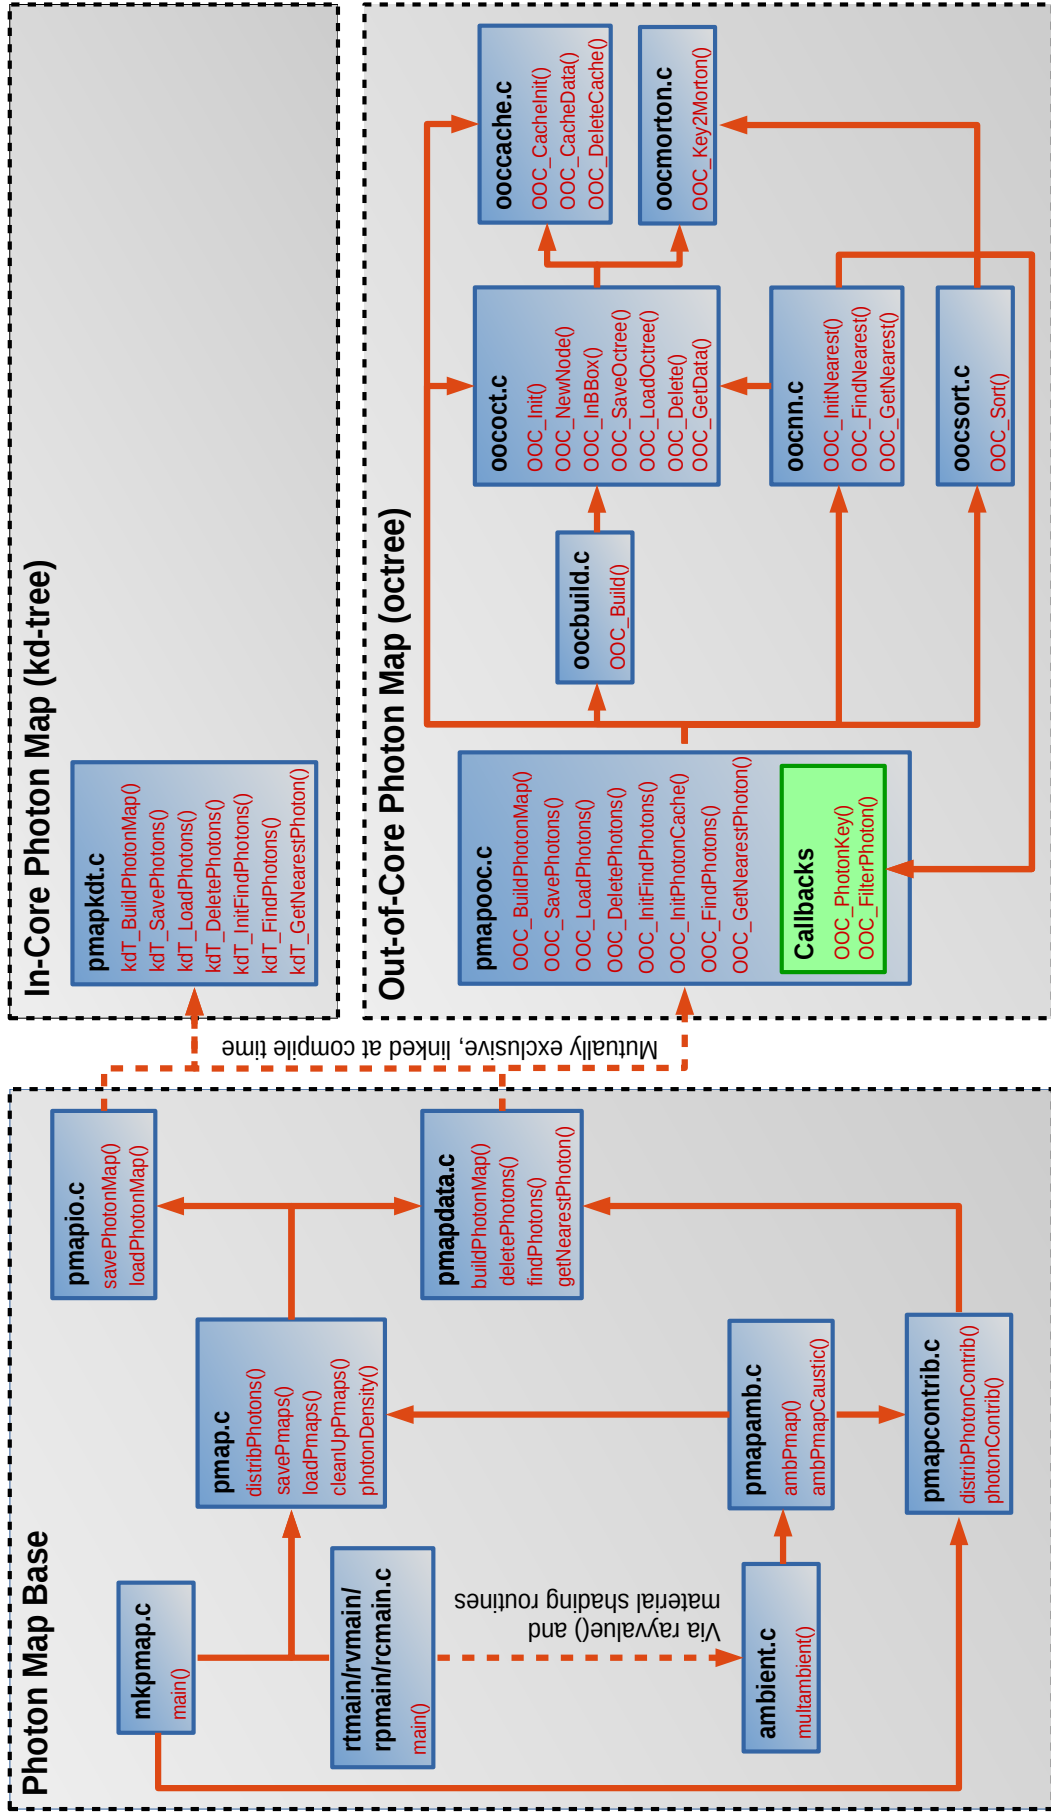 Photon Map Base
mkpmap.c
main()
rtmain/rvmain/
rpmain/rcmain.c
main()
Via rayvalue() and
material shading routines
ambient.c
multambient()
pmap.c
distribPhotons()
savePmaps()
loadPmaps()
cleanUpPmaps()
photonDensity()
pmapamb.c
ambPmap()
ambPmapCaustic()
pmapcontrib.c
distribPhotonContrib()
photonContrib()
pmapio.c
savePhotonMap()
loadPhotonMap()
pmapdata.c
buildPhotonMap()
deletePhotons()
findPhotons()
getNearestPhoton()
Mutually exclusive, linked at compile time
In-Core Photon Map (kd-tree)
pmapkdt.c
kdT_BuildPhotonMap()
kdT_SavePhotons()
kdT_LoadPhotons()
kdT_DeletePhotons()
kdT_InitFindPhotons()
kdT_FindPhotons()
kdT_GetNearestPhoton()
Out-of-Core Photon Map (octree)
pmapooc.c
OOC_BuildPhotonMap()
OOC_SavePhotons()
OOC_LoadPhotons()
OOC_DeletePhotons()
OOC_InitFindPhotons()
OOC_InitPhotonCache()
OOC_FindPhotons()
OOC_GetNearestPhoton()
Callbacks
OOC_PhotonKey()
OOC_FilterPhoton()
oocbuild.c
OOC_Build()
oococt.c
OOC_Init()
OOC_NewNode()
OOC_InBBox()
OOC_SaveOctree()
OOC_LoadOctree()
OOC_Delete()
OOC_GetData()
oocnn.c
OOC_InitNearest()
OOC_FindNearest()
OOC_GetNearest()
oocsort.c
OOC_Sort()
ooccache.c
OOC_CacheInit()
OOC_CacheData()
OOC_DeleteCache()
oocmorton.c
OOC_Key2Morton()